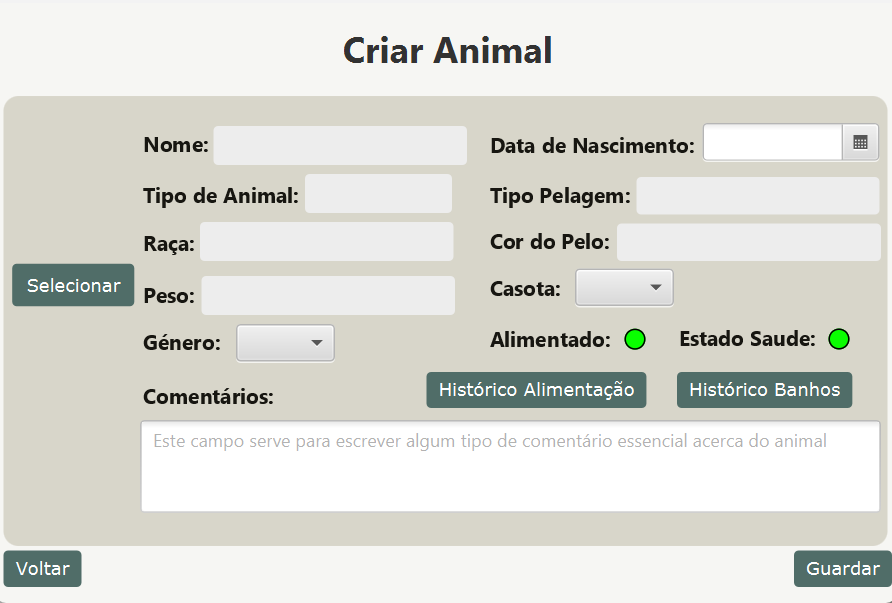 Criar Animal
Nome:
Data de Nascimento:
Tipo de Animal:
Tipo Pelagem:
Raça:
Cor do Pelo:
Selecionar
Peso:
Casota:
Género:
Alimentado:
Estado Saude:
Comentários:
Histórico Alimentação
Histórico Banhos
Este campo serve para escrever algum tipo de comentário essencial acerca do animal
Voltar
Guardar